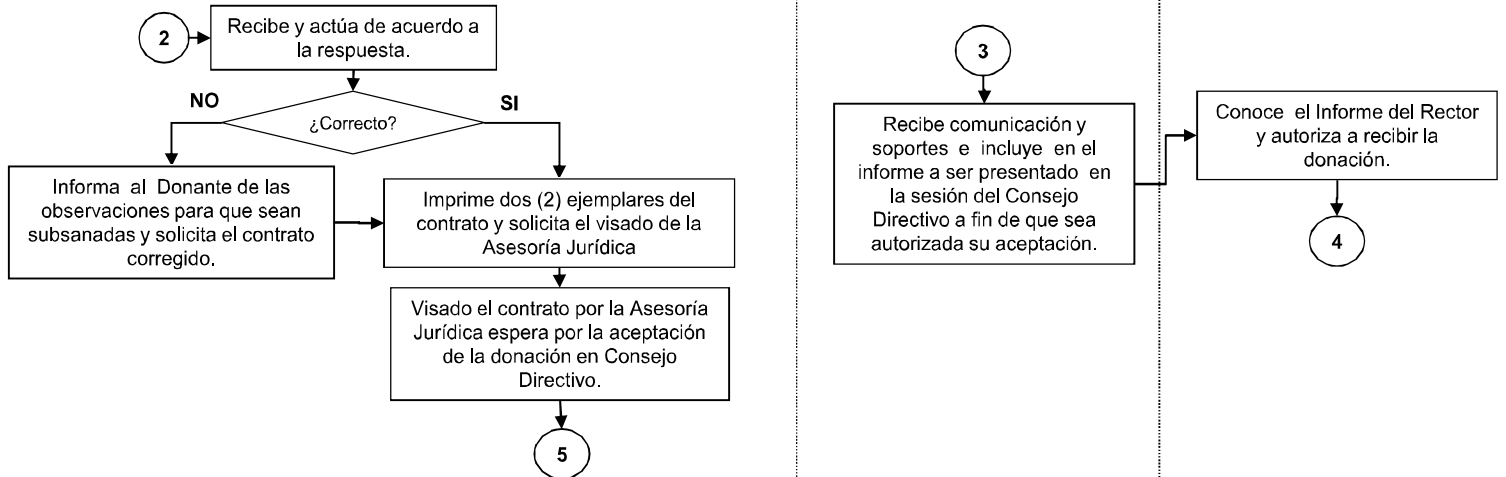 2
Recibe y actúa de acuerdo a
la respuesta.
NO
SI
¿Correcto?
Informa al Donante de las
observaciones para que sean
subsanadas y solicita el contrato
corregido.
Imprime dos (2) ejemplares del
contrato y solicita el visado de la
Asesoría Jurídica
Visado el contrato por la Asesoría
Jurídica espera por la aceptación
de la donación en Consejo
Directivo.
5
3
Recibe comunicación y
soportes e incluye en el
informe a ser presentado en
la sesión del Consejo
Directivo a fin de que sea
autorizada su aceptación.
Conoce el Informe del Rector
y autoriza a recibir la
donación.
4